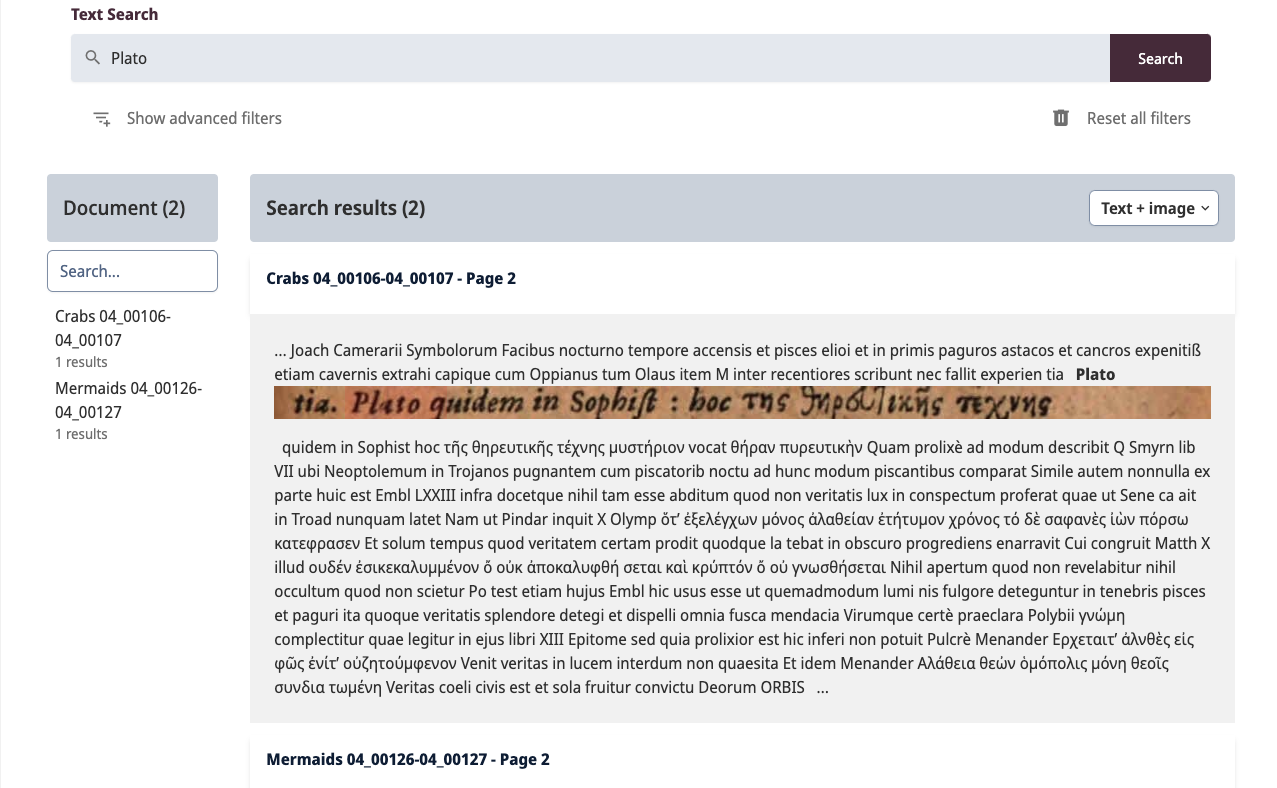 Text Search
Plato
Search
Show advanced filters
Reset all filters
Document (2)
Search...
Crabs 04_00106-
04_00107
1 results
Mermaids 04_00126-
04_00127
1 results
Search results (2)
Text + image
Crabs 04_00106-04_00107 - Page 2
... Joach Camerarii Symbolorum Facibus nocturno tempore accensis et pisces elioi et in primis paguros astacos et cancros expenitiß
etiam cavernis extrahi capique cum Oppianus tum Olaus item M inter recentiores scribunt nec fallit experien tia Plato
tia. Plato quidem in Sophist : hoc τῆς θηρευτικῆς τέχνης
quidem in Sophist hoc τῆς θηρευτικῆς τέχνης μυστήριον vocat θήραν πυρευτικὴν Quam prolixè ad modum describit Q Smyrn lib
VII ubi Neoptolemum in Trojanos pugnantem cum piscatorib noctu ad hunc modum piscantibus comparat Simile autem nonnulla ex
parte huic est Embl LXXIII infra docetque nihil tam esse abditum quod non veritatis lux in conspectum proferat quae ut Sene ca ait
in Troad nunquam latet Nam ut Pindar inquit X Olymp ὅτ’ ἐξελέγχων μόνος ἀλαθείαν ἐτήτυμον χρόνος τό δὲ σαφανὲς ἰὼν πόρσω
κατεφρασεν Et solum tempus quod veritatem certam prodit quodque la tebat in obscuro progrediens enarravit Cui congruit Matth X
illud ουδέν ἐσικεκαλυμμένον ὅ οὐκ ἀποκαλυφθή σεται καὶ κρύπτόν ὅ οὐ γνωσθήσεται Nihil apertum quod non revelabitur nihil
occultum quod non scietur Po test etiam hujus Embl hic usus esse ut quemadmodum lumi nis fulgore deteguntur in tenebris pisces
et paguri ita quoque veritatis splendore detegi et dispelli omnia fusca mendacia Virumque certè praeclara Polybii γνώμη
complectitur quae legitur in ejus libri XIII Epitome sed quia prolixior est hic inferi non potuit Pulcrè Menander Ερχεταιτ’ ἀλνθὲς εἰς
φῶς ἐνίτ’ οὐζητούμφενον Venit veritas in lucem interdum non quaesita Et idem Menander Αλάθεια θεών ὁμόπολις μόνη θεοῖς
συνδια τωμένη Veritas coeli civis est et sola fruitur convictu Deorum ORBIS ...
Mermaids 04_00126-04_00127 - Page 2